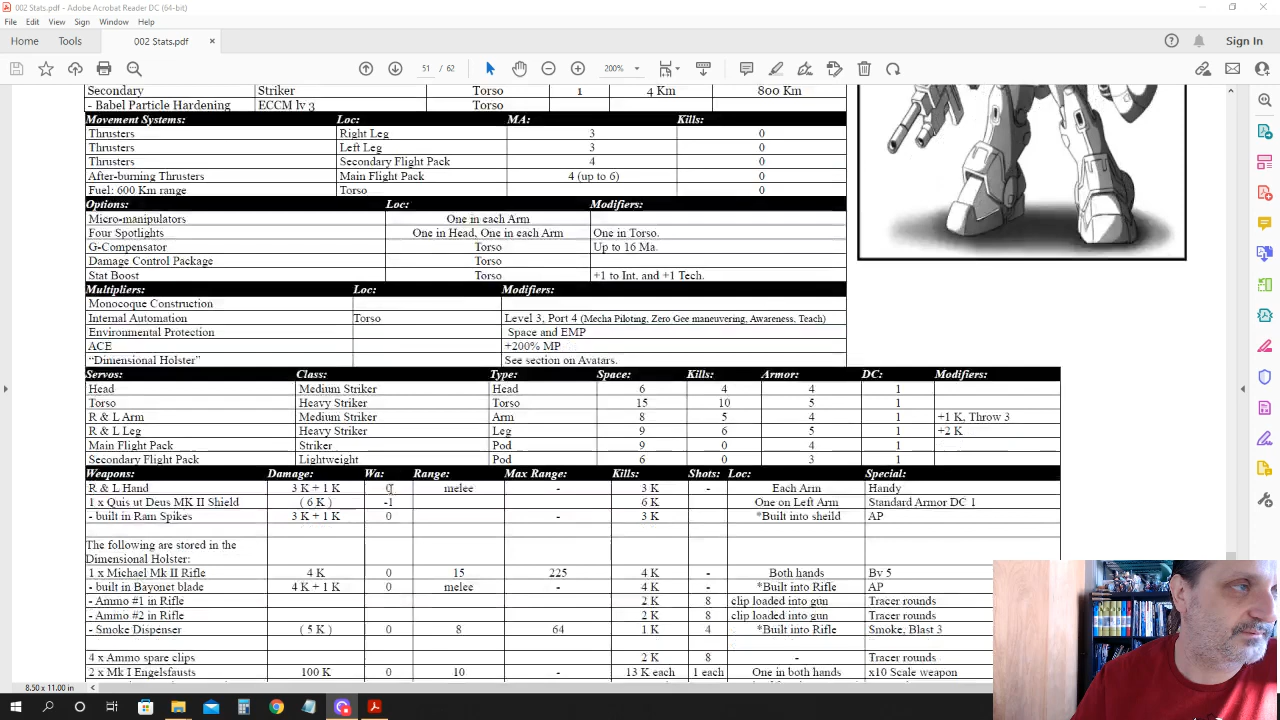 002 Stats.pdf - Adobe Acrobat Reader DC (64-bit)
File Edit View Sign Window Help
Home Tools 002 Stats.pdf × Sign In
51 / 62 200%
Secondary Striker Torso 1 4 Km 800 Km
- Babel Particle Hardening ECCM lv 3 Torso
Movement Systems: Loc: MA: Kills:
Thrusters Right Leg 3 0
Thrusters Left Leg 3 0
Thrusters Secondary Flight Pack 4 0
After-burning Thrusters Main Flight Pack 4 (up to 6) 0
Fuel: 600 Km range Torso 0
Options: Loc: Modifiers:
Micro-manipulators One in each Arm
Four Spotlights One in Head, One in each Arm One in Torso.
G-Compensator Torso Up to 16 Ma.
Damage Control Package Torso
Stat Boost Torso +1 to Int, and +1 Tech.
Multipliers: Loc: Modifiers:
Monocoque Construction
Internal Automation Torso Level 3, Port 4 (Mecha Piloting, Zero Gee maneuvering, Awareness, Teach)
Environmental Protection Space and EMP
ACE +200% MP
“Dimensional Holster” See section on Avatars.
Servos: Class: Type: Space: Kills: Armor: DC: Modifiers:
Head Medium Striker Head 6 4 4 1
Torso Heavy Striker Torso 15 10 5 1
R & L Arm Medium Striker Arm 8 5 4 1 +1 K, Throw 3
R & L Leg Heavy Striker Leg 9 6 5 1 +2 K
Main Flight Pack Striker Pod 9 0 4 1
Secondary Flight Pack Lightweight Pod 6 0 3 1
Weapons: Damage: Wa: Range: Max Range: Kills: Shots: Loc: Special:
R & L Hand 3 K + 1 K 0 melee - 3 K - Each Arm Handy
1 x Quis ut Deus MK II Shield ( 6 K ) -1 6 K One on Left Arm Standard Armor DC 1
- built in Ram Spikes 3 K + 1 K 0 - 3 K *Built into sheild AP
The following are stored in the
Dimensional Holster:
1 x Michael Mk II Rifle 4 K 0 15 225 4 K - Both hands Bv 5
- built in Bayonet blade 4 K + 1 K 0 melee 4 K - *Built into Rifle AP
- Ammo #1 in Rifle 2 K 8 clip loaded into gun Tracer rounds
- Ammo #2 in Rifle 2 K 8 clip loaded into gun Tracer rounds
- Smoke Dispenser ( 5 K ) 0 8 64 1 K 4 *Built into Rifle Smoke, Blast 3
4 x Ammo spare clips 2 K 8 - Tracer rounds
2 x Mk I Engelsfausts 100 K 0 10 - 13 K each 1 each One in both hands x10 Scale weapon
8.50 x 11.00 in